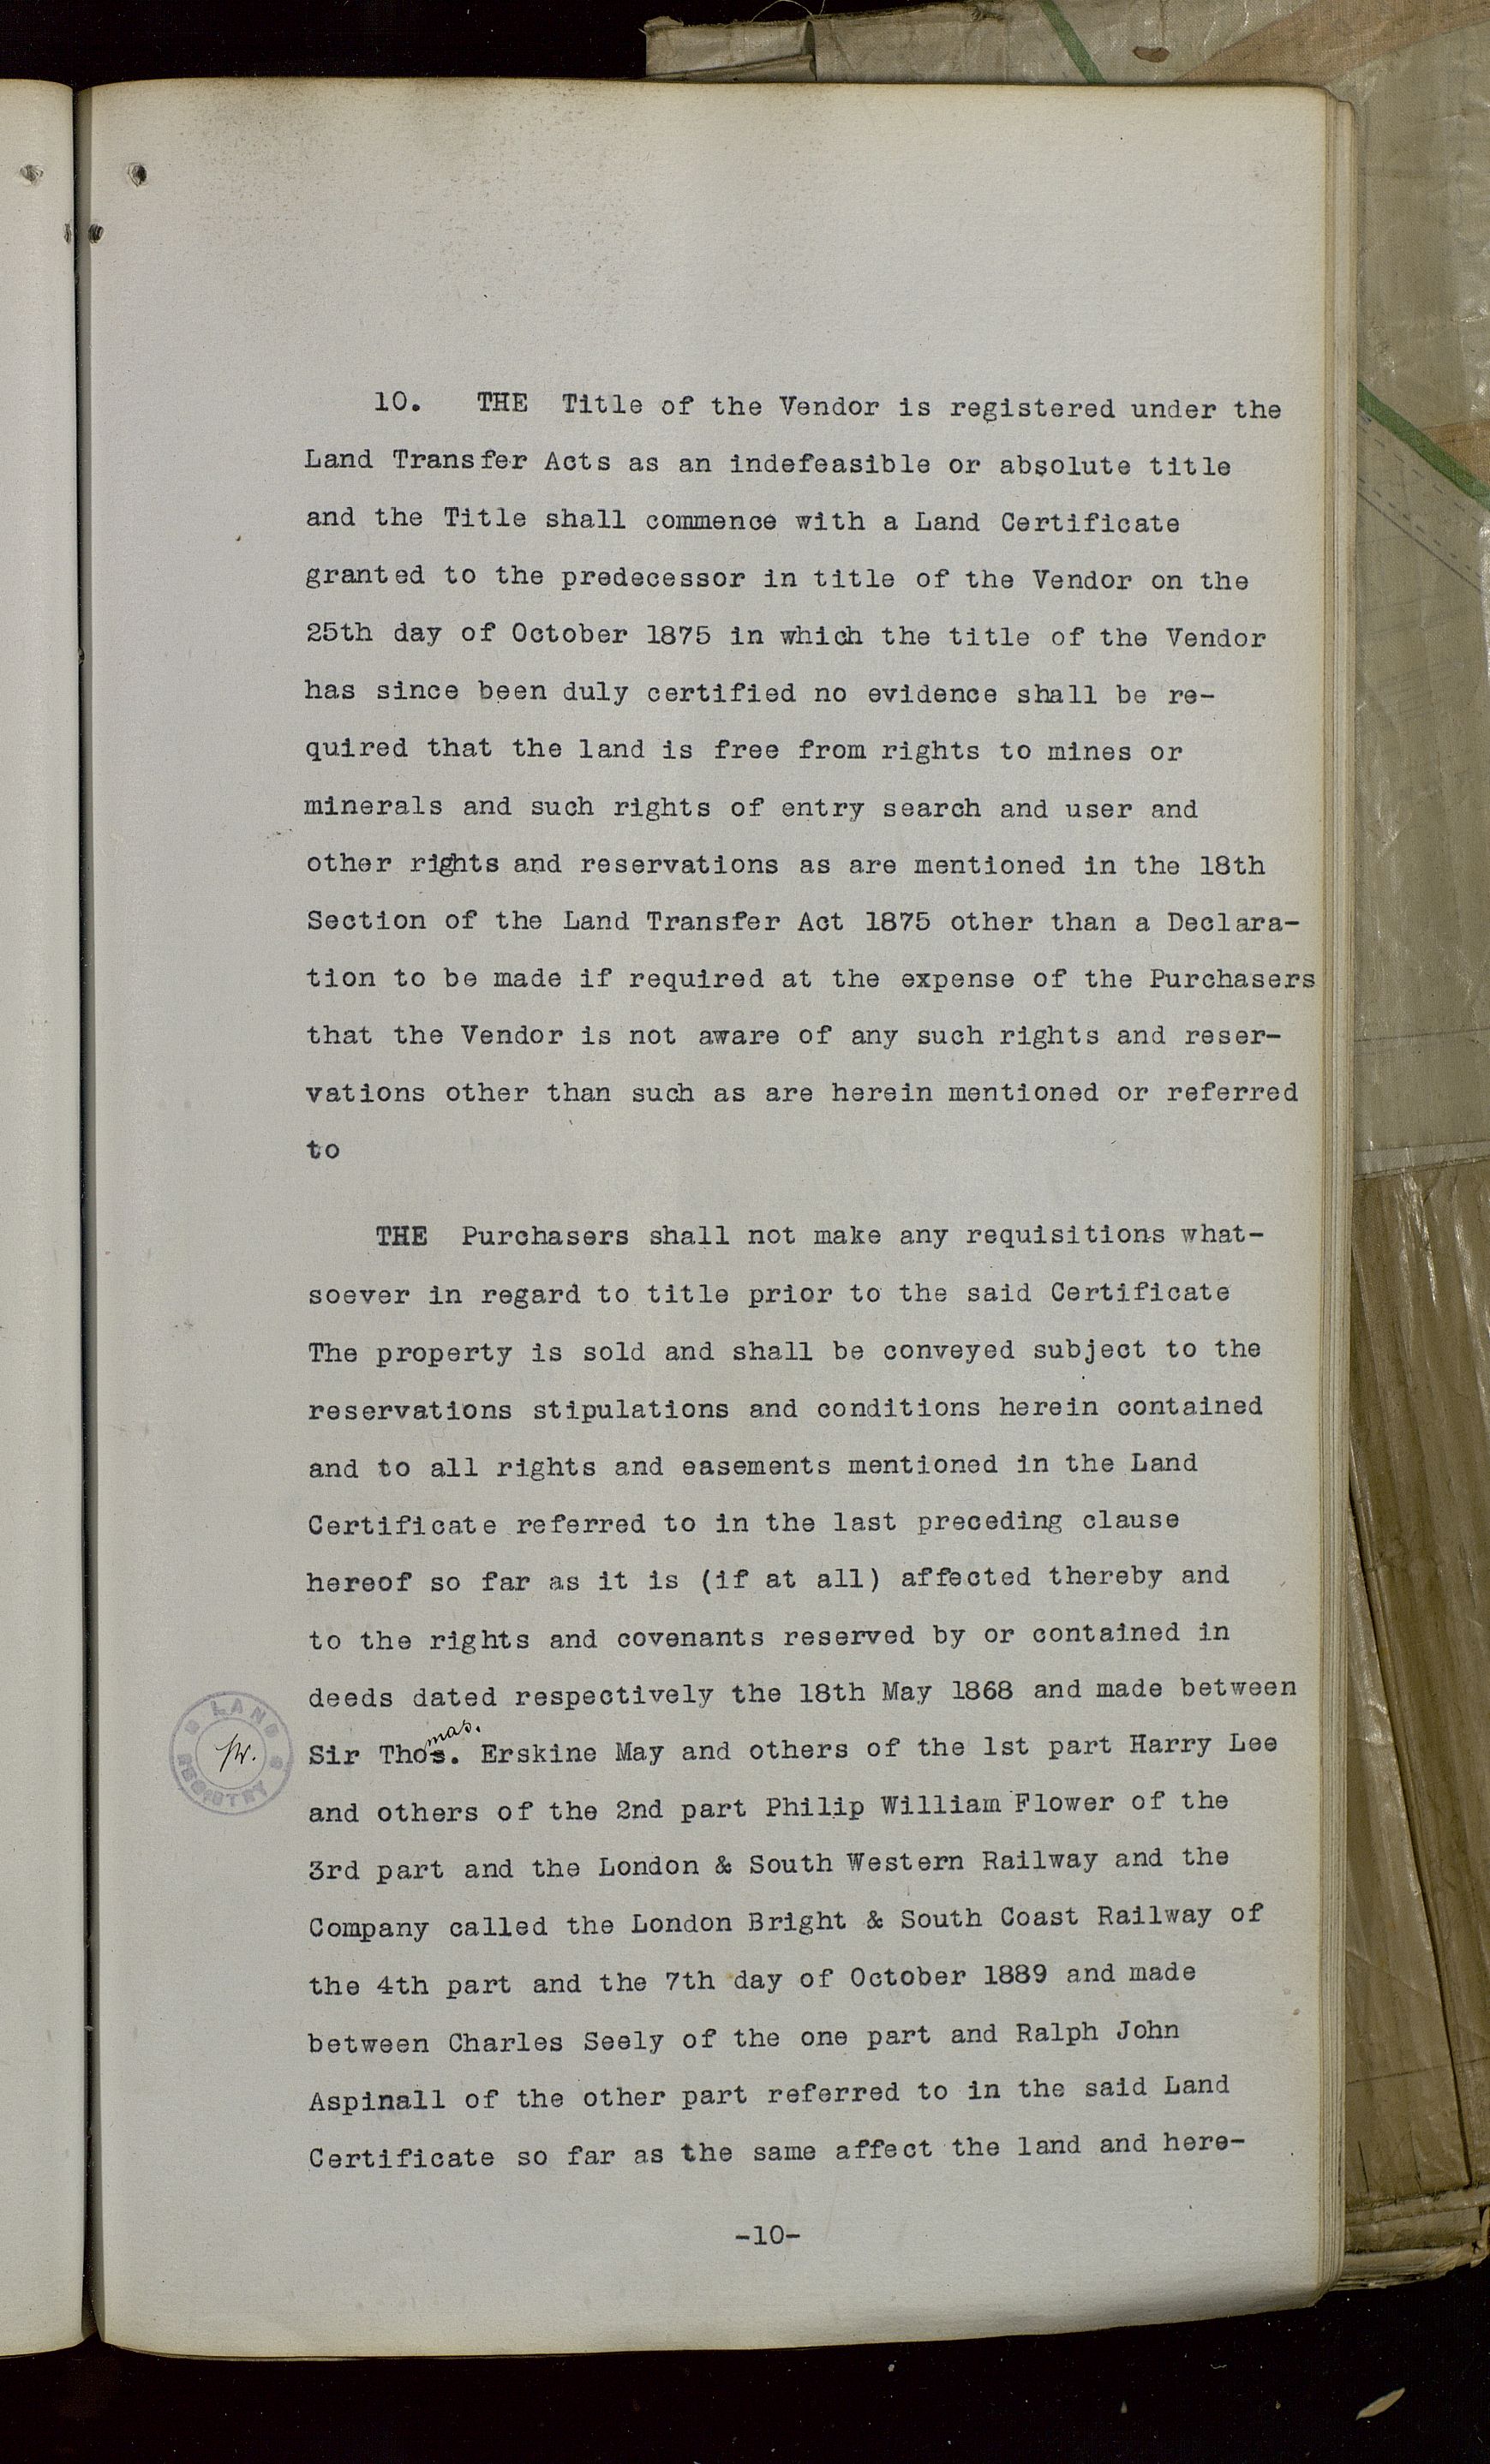 10. THE Title of the Vendor is registered under the
Land Transfer Acts as an indefeasible or absolute title
and the Title shall commence with a Land Certificate
granted to the predecessor in title of the Vendor on the
25th day of October 1875 in which the title of the Vendor
has since been duly certified no evidence shall be re-
quired that the land is free from rights to mines or
minerals and such rights of entry search and user and
other rights and reservations as are mentioned in the 18th
Section of the Land Transfer Act 1875 other than a Declara-
tion to be made if required at the expense of the Purchasers
that the Vendor is not aware of any such rights and reser-
vations other than such as are herein mentioned or referred
to
THE Purchasers shall not make any requisitions what-
soever in regard to title prior to the said Certificate
The property is sold and shall be conveyed subject to the
reservations stipulations and conditions herein contained
and to all rights and easements mentioned in the Land
Certificate referred to in the last preceding clause
hereof so far as it is (if at all) affected thereby and
to the rights and covenants reserved by or contained in
deeds dated respectively the 18th May 1868 and made between
mas.
Sir Thos. Erskine May and others of the 1st part Harry Lee
and others of the 2nd part Philip William Flower of the
3rd part and the London & South Western Railway and the
Company called the London Bright & South Coast Railway of
the 4th part and the 7th day of October 1889 and made
between Charles Seely of the one part and Ralph John
Aspinall of the other part referred to in the said Land
Certificate so far as the same affect the land and here-
-10-
LAND
REGISTRY